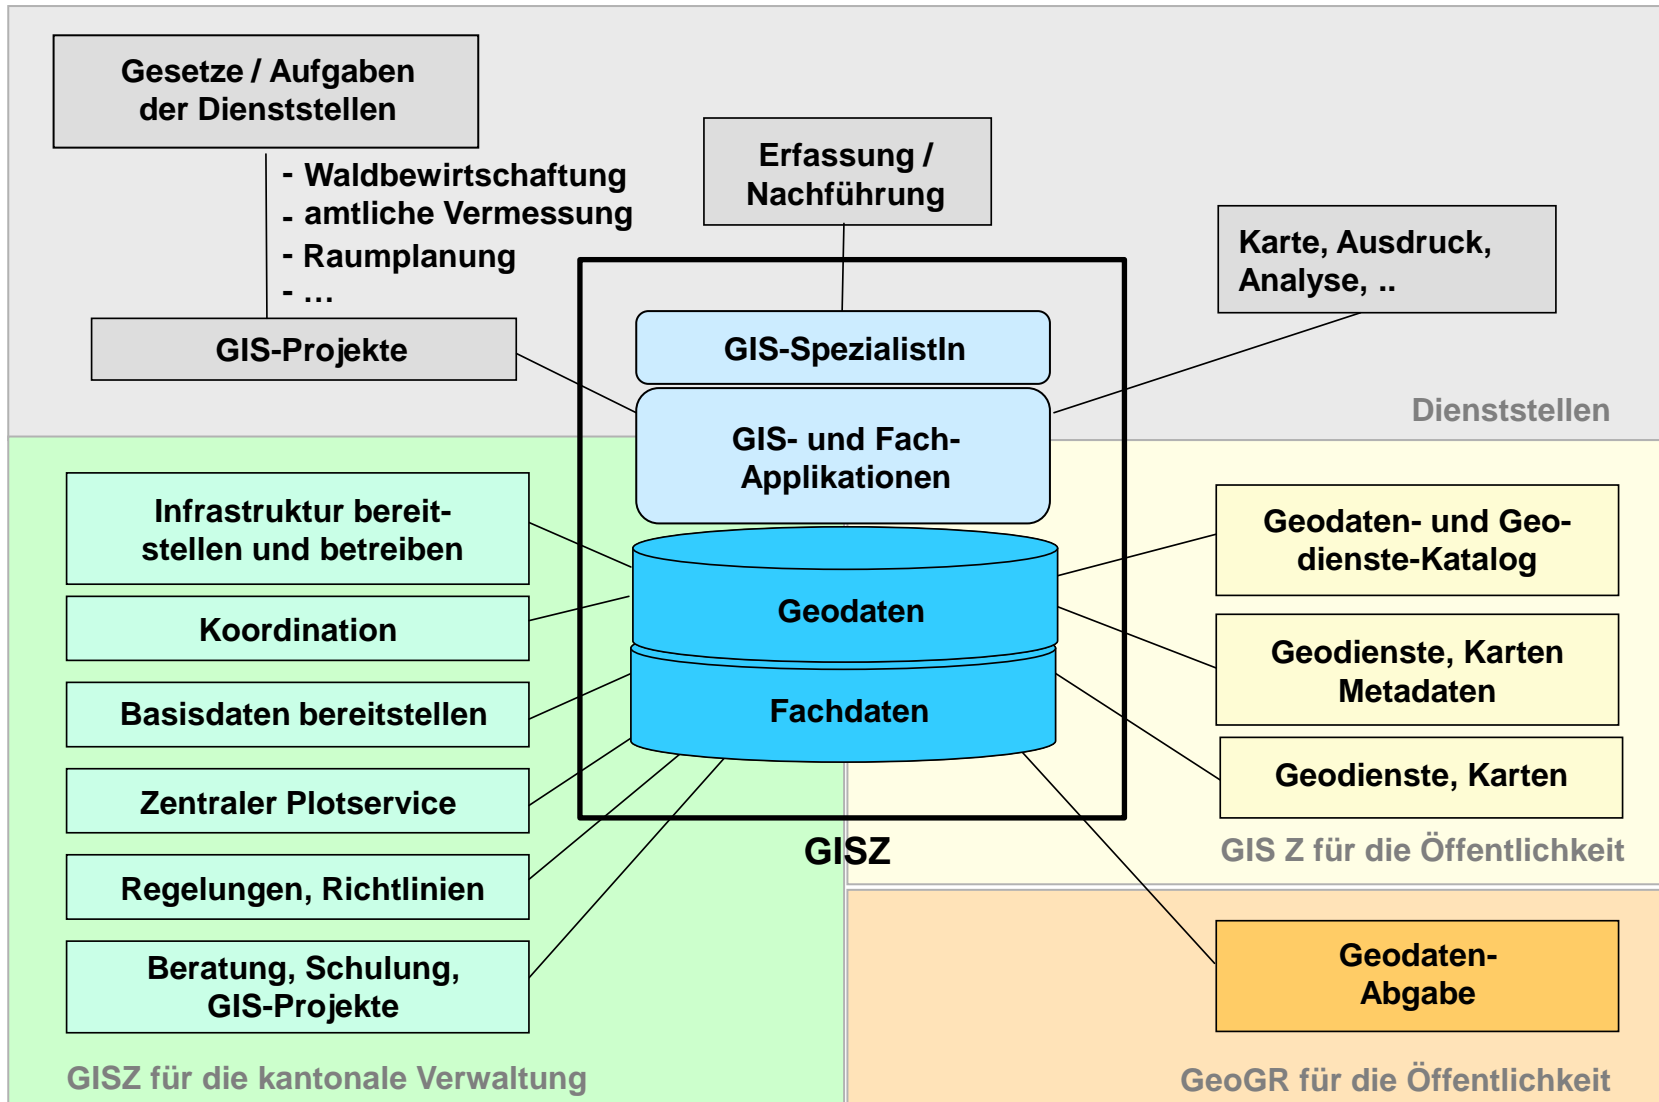 Gesetze / Aufgaben
der Dienststellen
- Waldbewirtschaftung
- amtliche Vermessung
- Raumplanung
- ...
GIS-Projekte
Erfassung /
Nachführung
Karte, Ausdruck,
Analyse, ..
GIS-SpezialistIn
GIS- und Fach-
Applikationen
Dienststellen
Infrastruktur bereit-
stellen und betreiben
Koordination
Basisdaten bereitstellen
Zentraler Plotservice
Regelungen, Richtlinien
Beratung, Schulung,
GIS-Projekte
GISZ für die kantonale Verwaltung
Geodaten
Fachdaten
GISZ
Geodaten- und Geo-
dienste-Katalog
Geodienste, Karten
Metadaten
Geodienste, Karten
GIS Z für die Öffentlichkeit
Geodaten-
Abgabe
GeoGR für die Öffentlichkeit